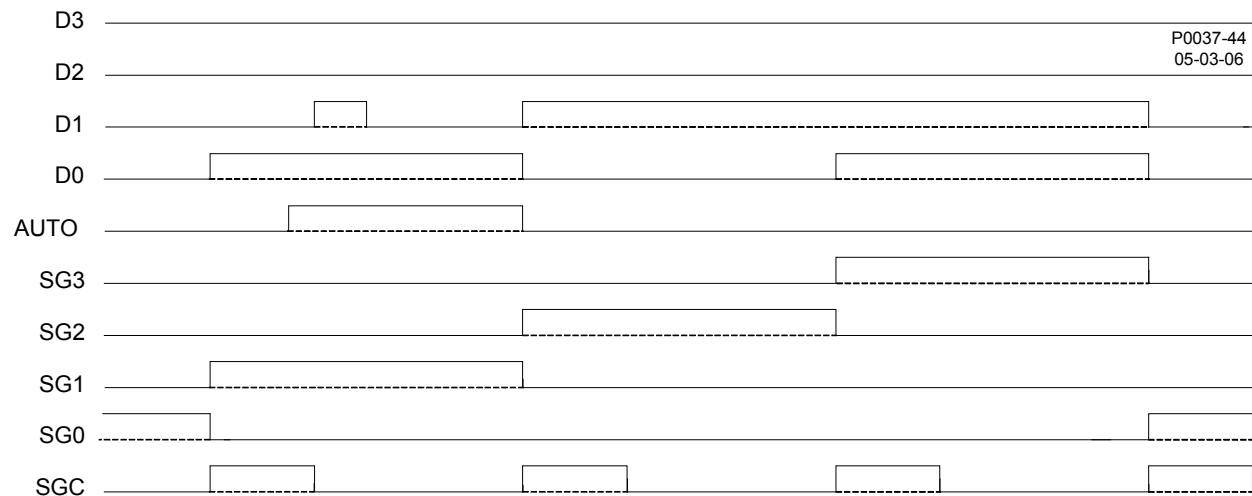 D3
P0037-44
05-03-06
D2
D1
D0
AUTO
SG3
SG2
SG1
SG0
SGC